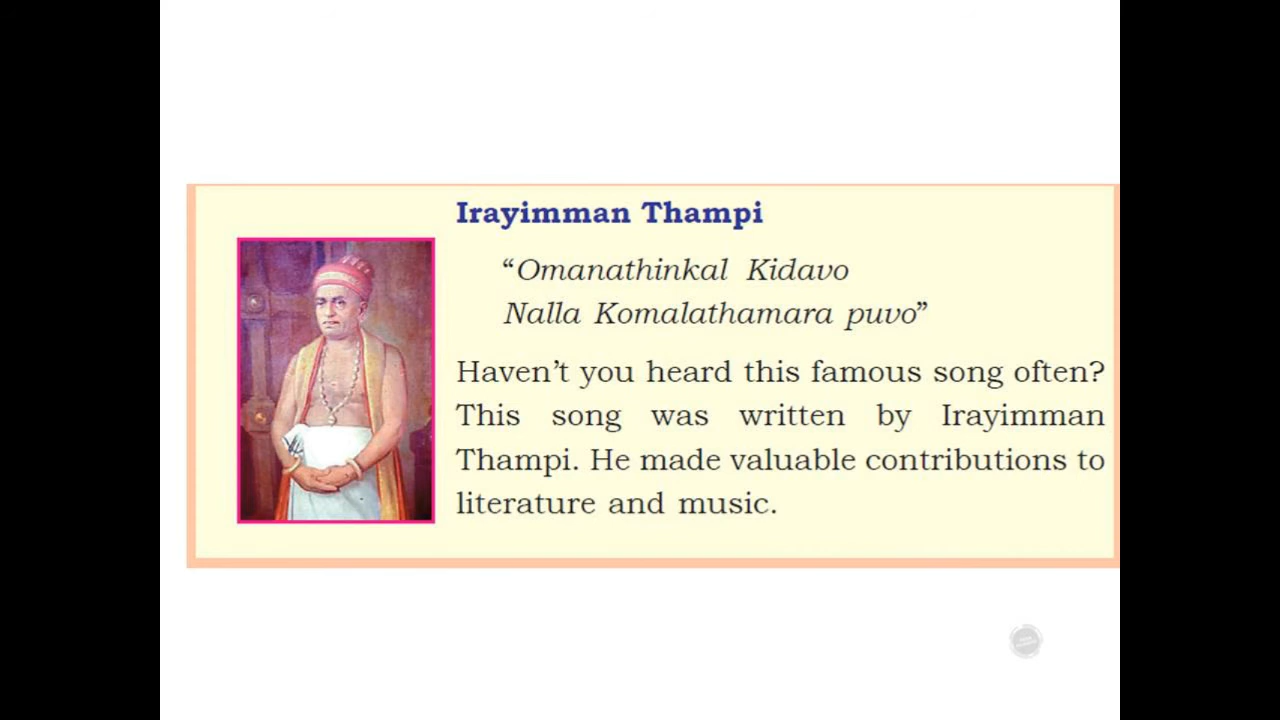 Irayimman Thampi
“Omanathinkal Kidavo
Nalla Komalathamara puvo”
Haven’t you heard this famous song often?
This song was written by Irayimman
Thampi. He made valuable contributions to
literature and music.